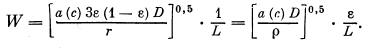 W = [ a (c) 3ε (1 − ε) D / r ]^0,5 · 1/L = [ a (c) D / ρ ]^0,5 · ε/L.